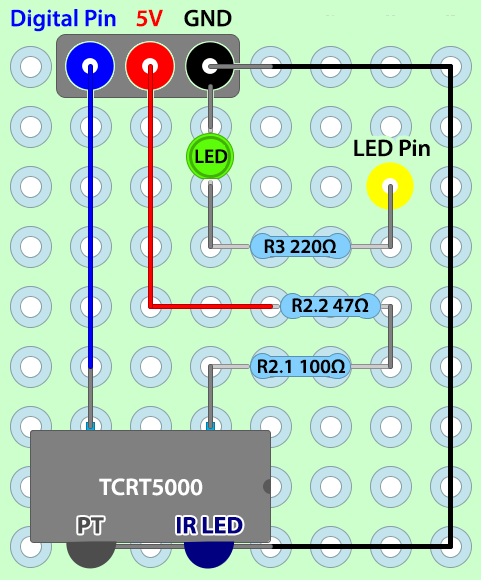 Digital Pin 5V GND
LED
LED Pin
R3 220Ω
R2.2 47Ω
R2.1 100Ω
TCRT5000
PT IR LED